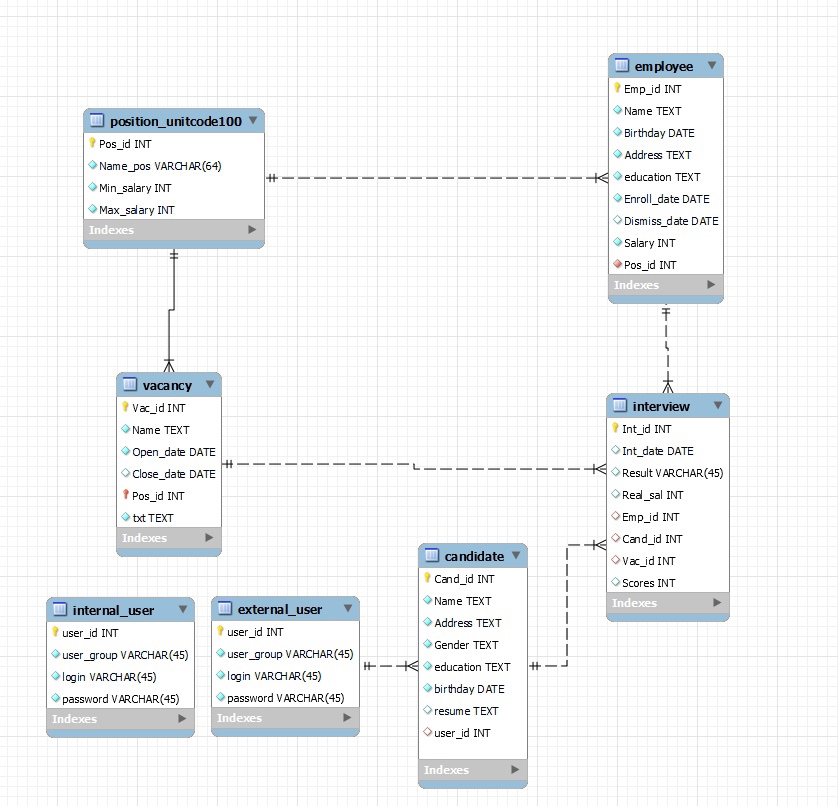 employee
Emp_id INT
Name TEXT
Birthday DATE
Address TEXT
education TEXT
Enroll_date DATE
Dismiss_date DATE
Salary INT
Pos_id INT
Indexes
position_unitcode100
Pos_id INT
Name_pos VARCHAR(64)
Min_salary INT
Max_salary INT
Indexes
vacancy
Vac_id INT
Name TEXT
Open_date DATE
Close_date DATE
Pos_id INT
txt TEXT
Indexes
interview
Int_id INT
Int_date DATE
Result VARCHAR(45)
Real_sal INT
Emp_id INT
Cand_id INT
Vac_id INT
Scores INT
Indexes
candidate
Cand_id INT
Name TEXT
Address TEXT
Gender TEXT
education TEXT
birthday DATE
resume TEXT
user_id INT
Indexes
internal_user
user_id INT
user_group VARCHAR(45)
login VARCHAR(45)
password VARCHAR(45)
Indexes
external_user
user_id INT
user_group VARCHAR(45)
login VARCHAR(45)
password VARCHAR(45)
Indexes